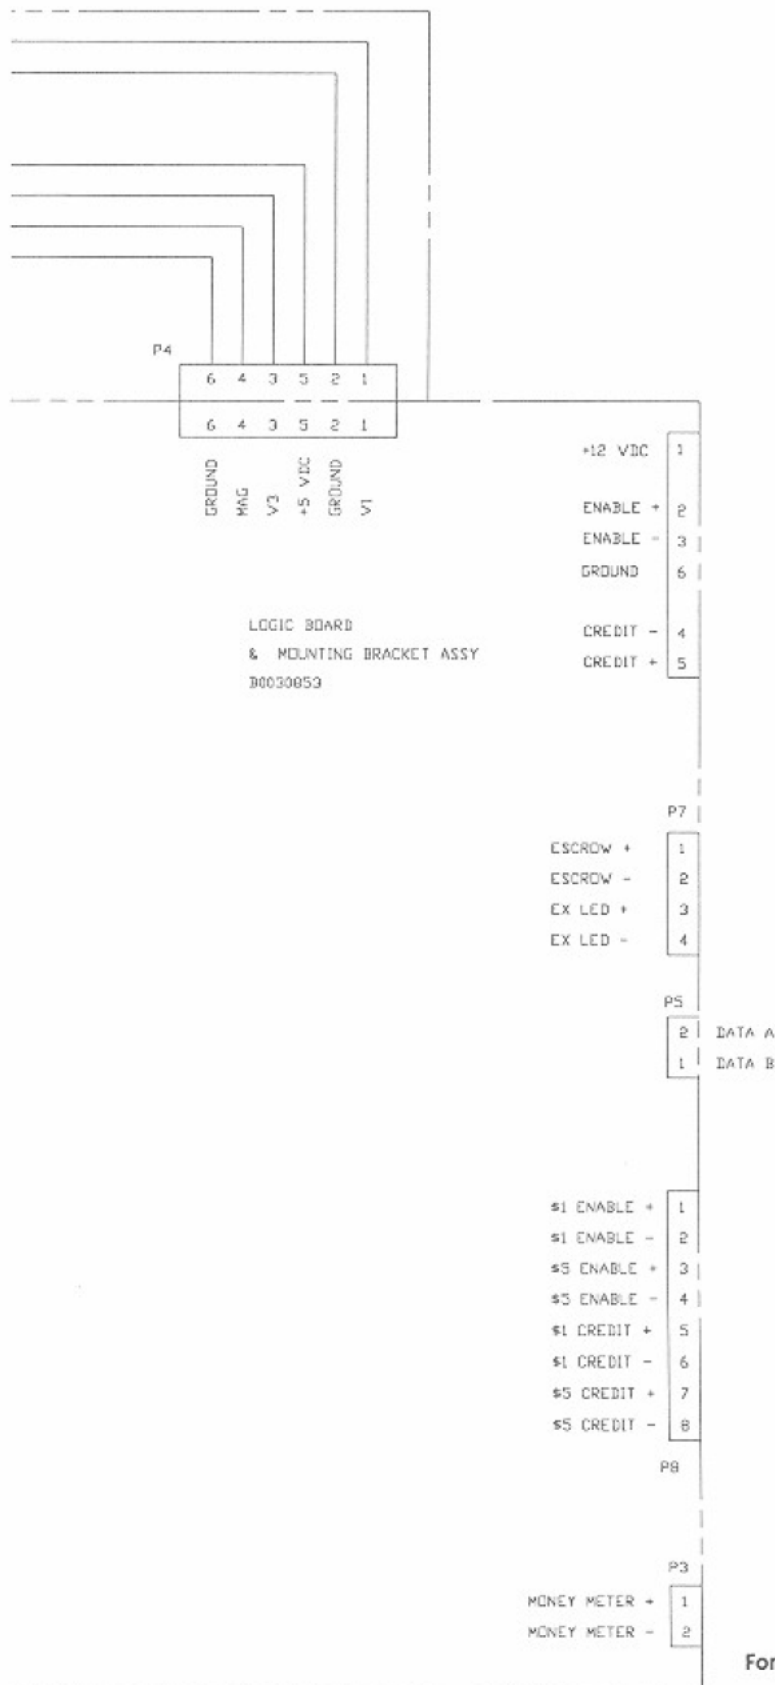 P4
6 4 3 5 2 1
6 4 3 5 2 1
GROUND
MAG
V3
+5 VDC
GROUND
V1
LOGIC BOARD
& MOUNTING BRACKET ASSY
B0030853
+12 VDC 1
ENABLE + 2
ENABLE - 3
GROUND 6
CREDIT - 4
CREDIT + 5
P7
ESCROW + 1
ESCROW - 2
EX LED + 3
EX LED - 4
P5
2 DATA A
1 DATA B
$1 ENABLE + 1
$1 ENABLE - 2
$5 ENABLE + 3
$5 ENABLE - 4
$1 CREDIT + 5
$1 CREDIT - 6
$5 CREDIT + 7
$5 CREDIT - 8
P8
P3
MONEY METER + 1
MONEY METER - 2
For